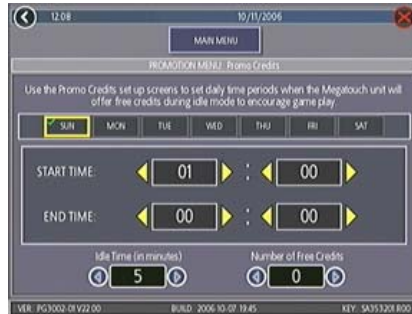 12:08 10/11/2006
MAIN MENU
PROMOTION MENU: Promo Credits
Use the Promo Credits set up screens to set daily time periods when the Megatouch unit will
offer free credits during idle mode to encourage game play.
SUN MON TUE WED THU FRI SAT
START TIME: 01 : 00
END TIME: 00 : 00
Idle Time (in minutes) Number of Free Credits
5 0
VER: PG3002-01 V22.00 BUILD: 2006-10-07 19:45 KEY: SA3532-01 R00